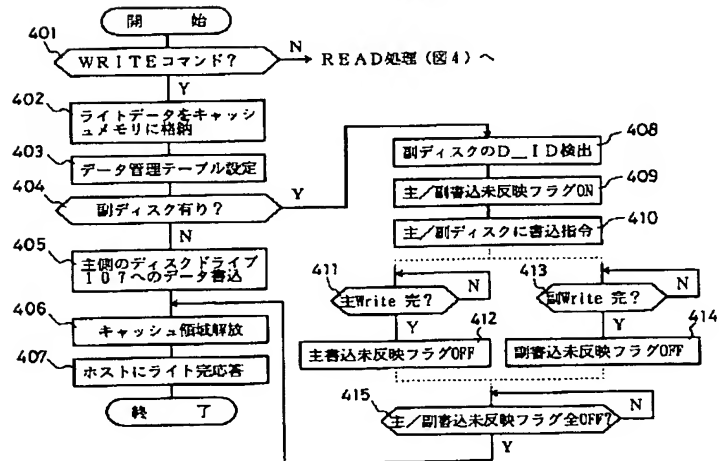 開　始
401
WRITEコマンド?
N
READ処理(図4)へ
Y
402
ライトデータをキャッ
シュメモリに格納
403
データ管理テーブル設定
404
副ディスク有り?
Y
N
405
主側のディスクドライブ
107へのデータ書込
406
キャッシュ領域解放
407
ホストにライト完応答
終　了
408
副ディスクのD__ID検出
409
主/副書込未反映フラグON
410
主/副ディスクに書込指令
411
主Write 完?
N
Y
412
主書込未反映フラグOFF
413
副Write 完?
N
Y
414
副書込未反映フラグOFF
415
主/副書込未反映フラグ全OFF?
N
Y